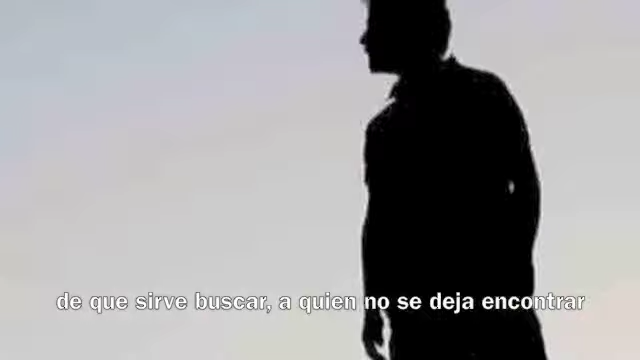 de que sirve buscar, a quien no se deja encontrar